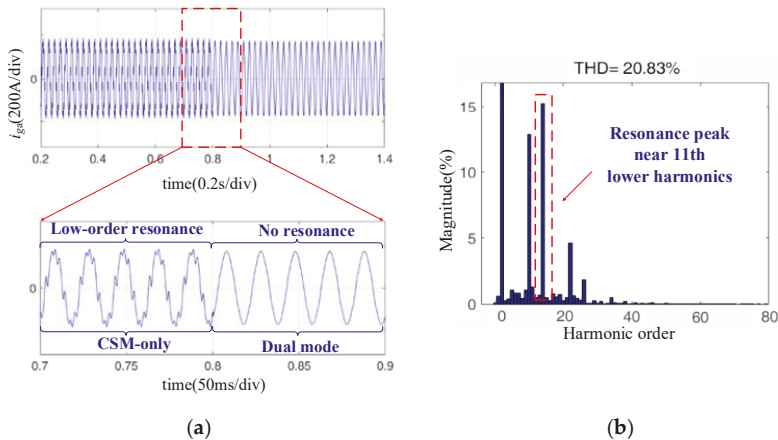 i_ga(200A/div)
0
0.2 0.4 0.6 0.8 1.0 1.2 1.4
time(0.2s/div)
Low-order resonance No resonance
0
CSM-only Dual mode
0.7 0.75 0.8 0.85 0.9
time(50ms/div)
(a)
THD= 20.83%
Magnitude(%)
15
10
5
0
Resonance peak
near 11th
lower harmonics
0 20 40 60 80
Harmonic order
(b)